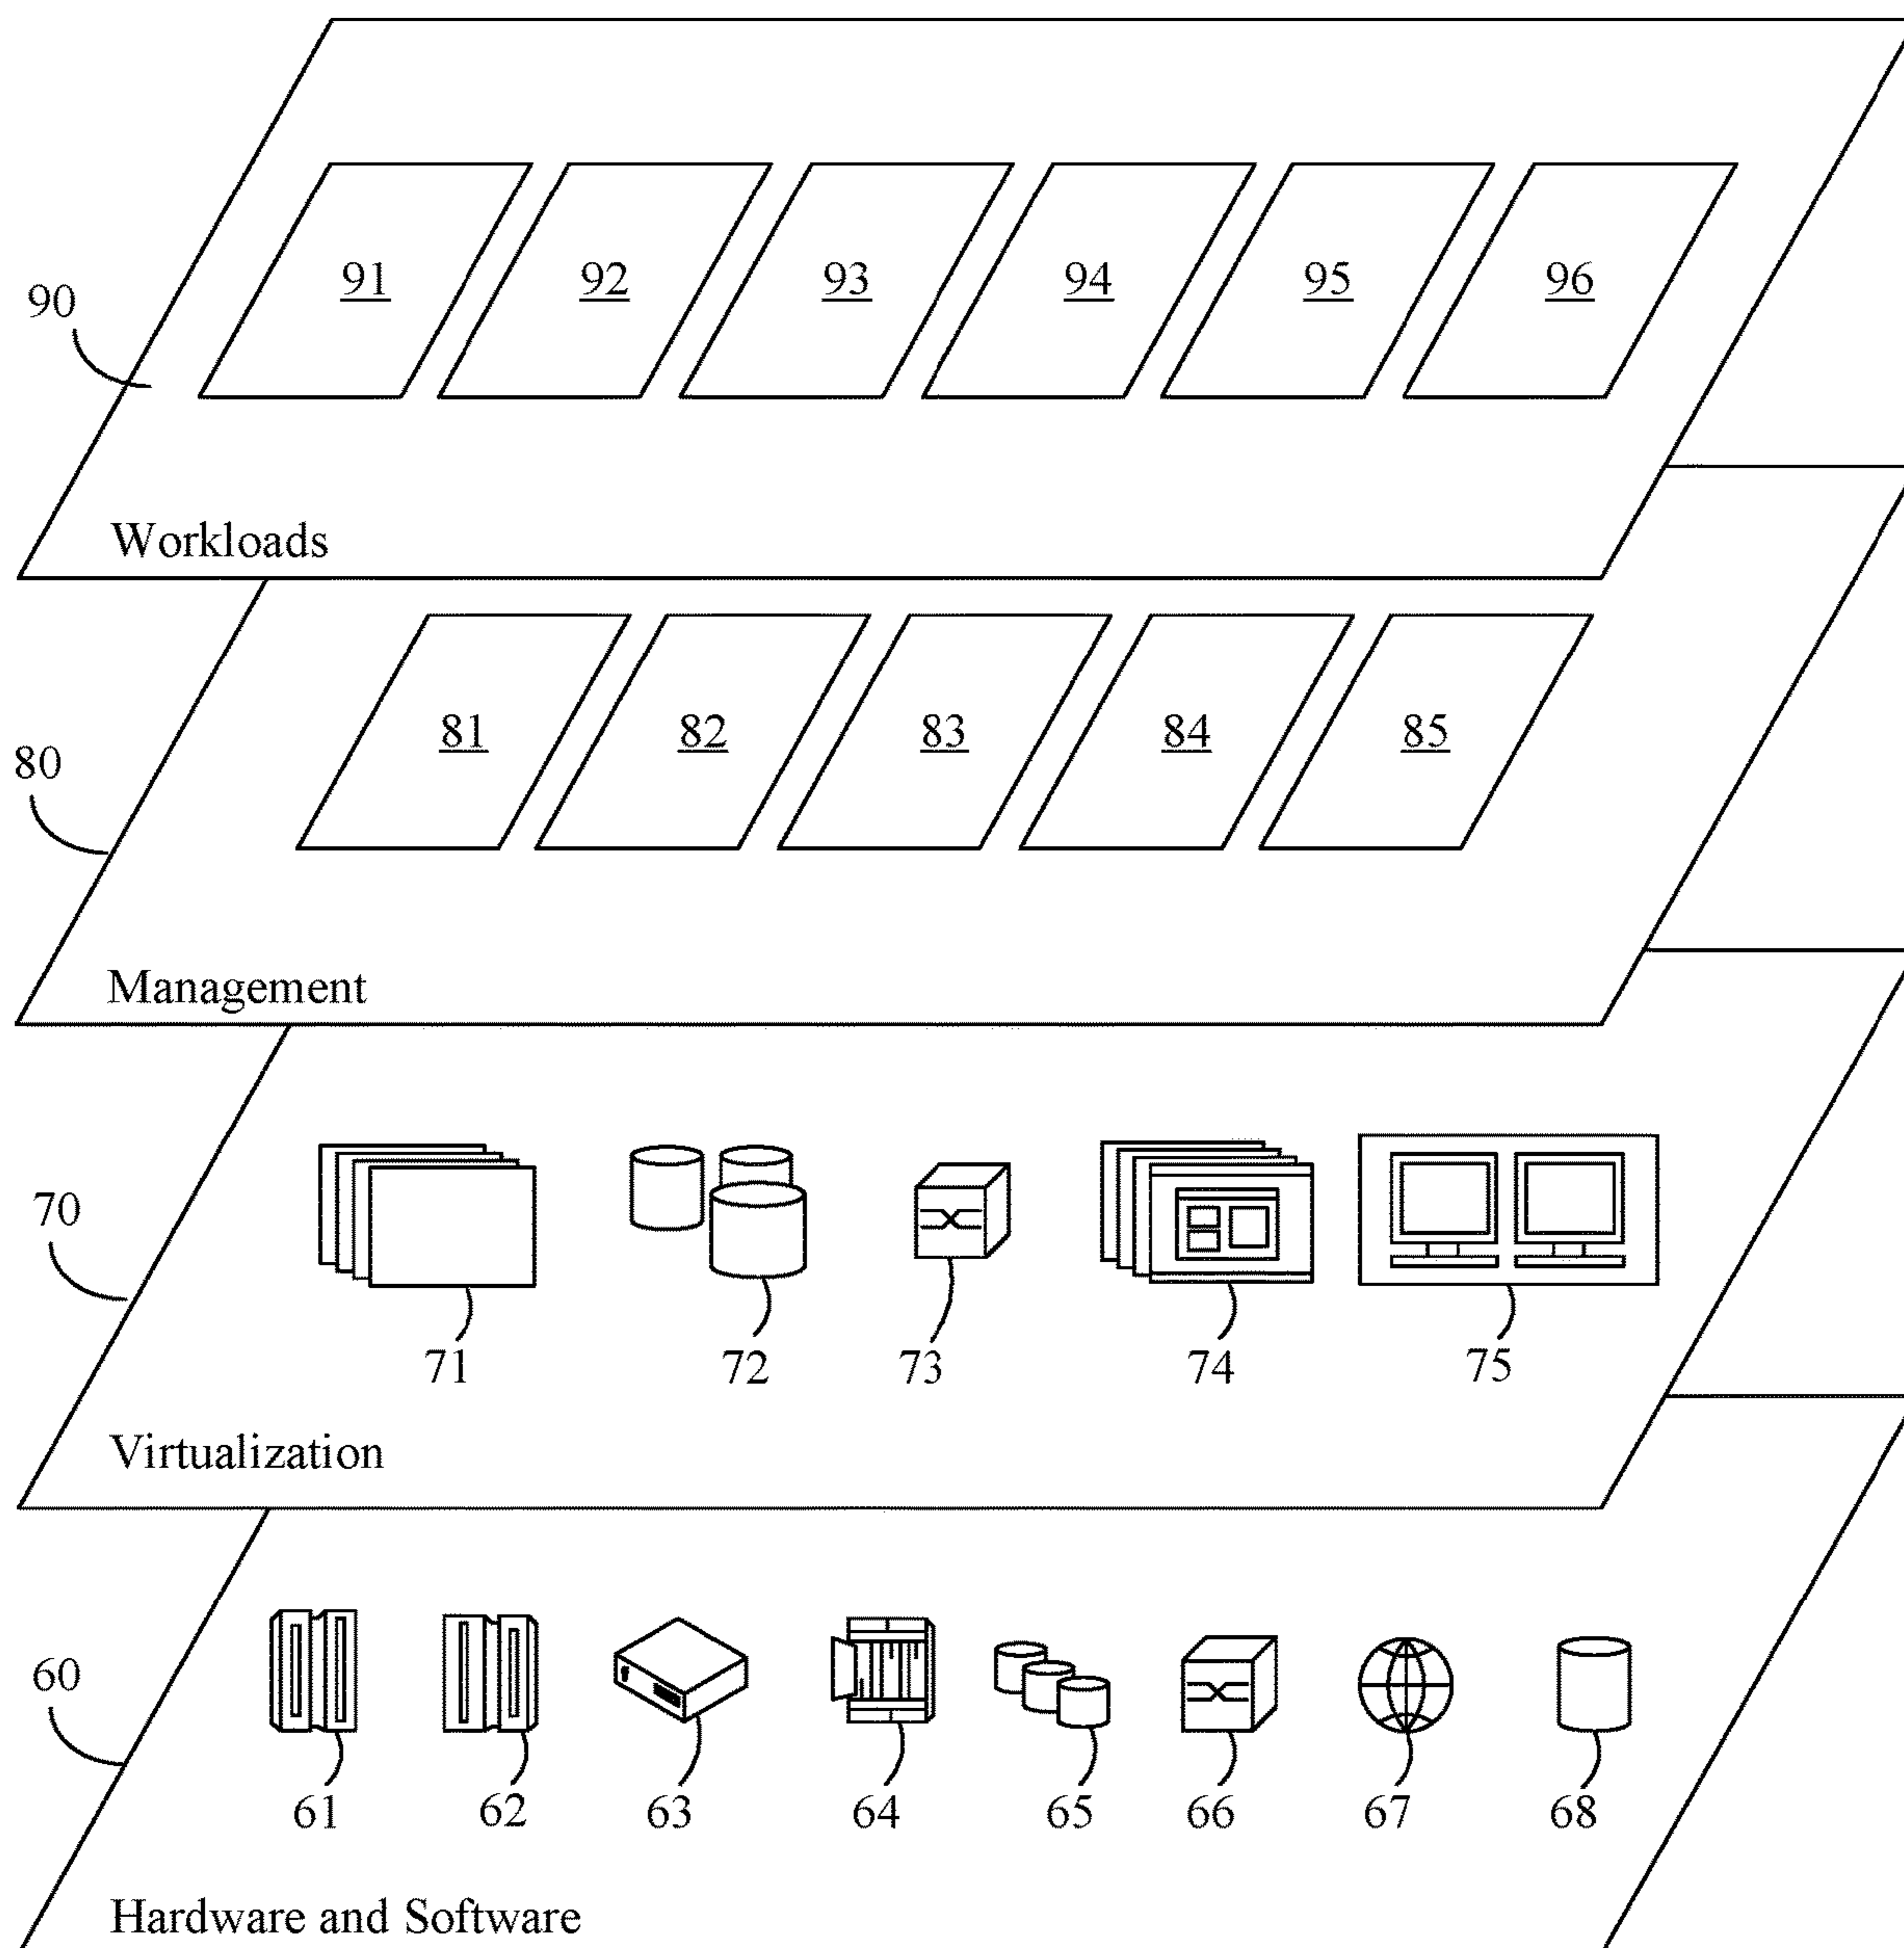 91 92 93 94 95 96
90
Workloads
81 82 83 84 85
80
Management
70
71 72 73 74 75
Virtualization
60
61 62 63 64 65 66 67 68
Hardware and Software